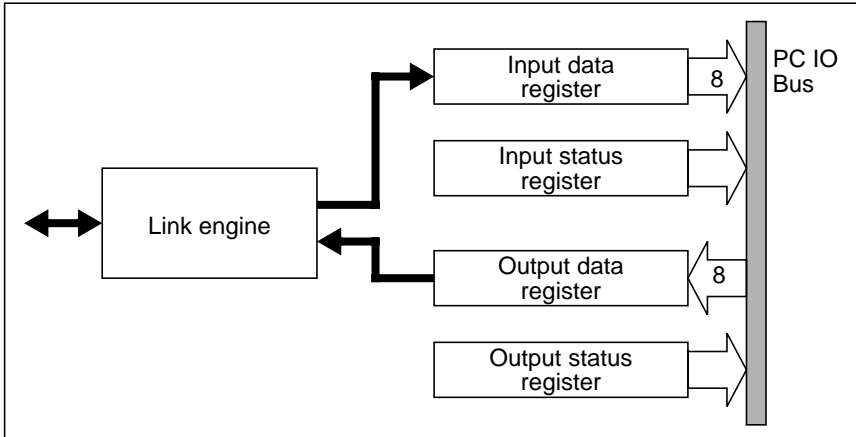 Input data
register
8
PC IO
Bus
Input status
register
Link engine
Output data
register
8
Output status
register